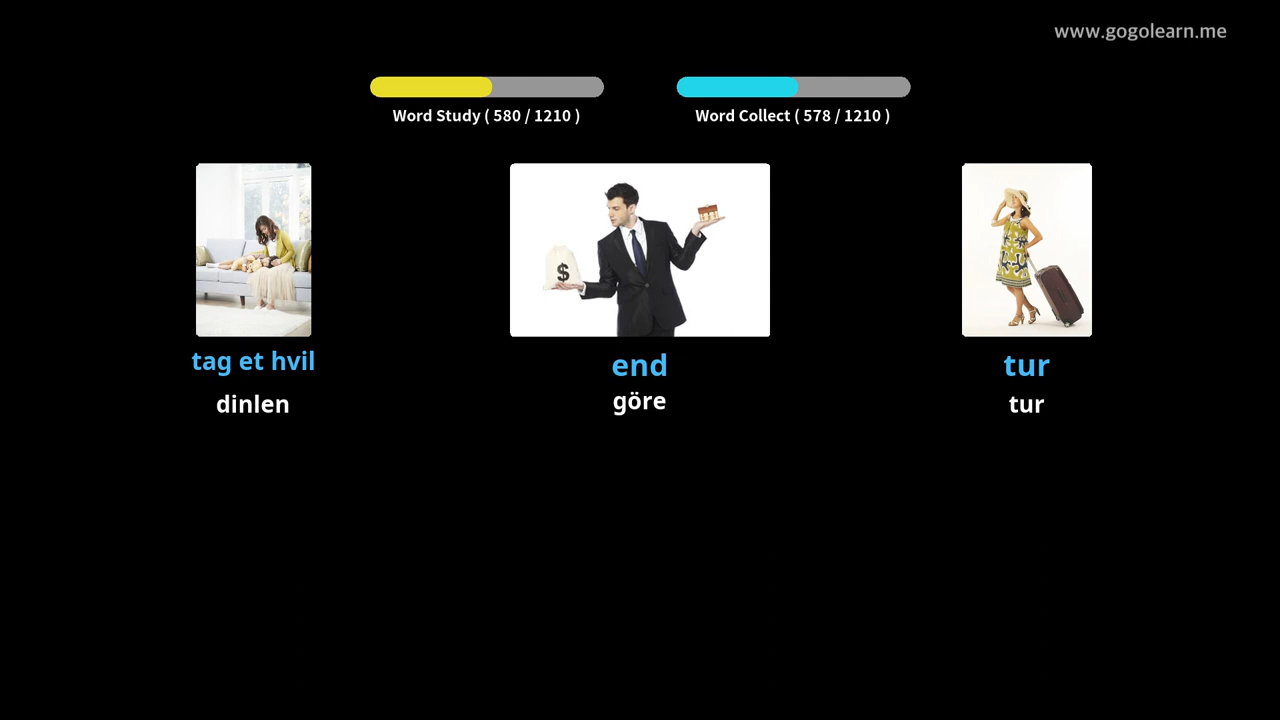 www.gogolearn.me
Word Study ( 580 / 1210 )
Word Collect ( 578 / 1210 )
$
tag et hvil
dinlen
end
göre
tur
tur